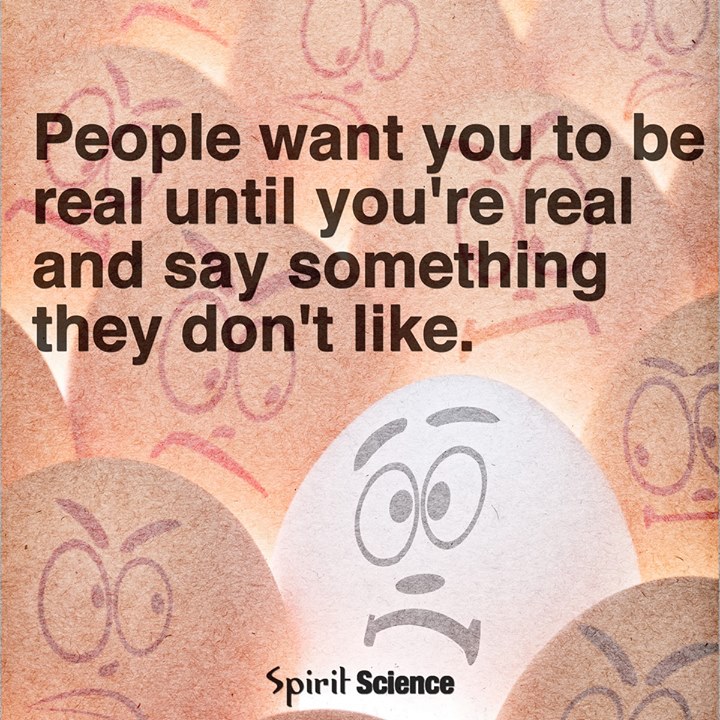 People want you to be
real until you're real
and say something
they don't like.
Spirit Science